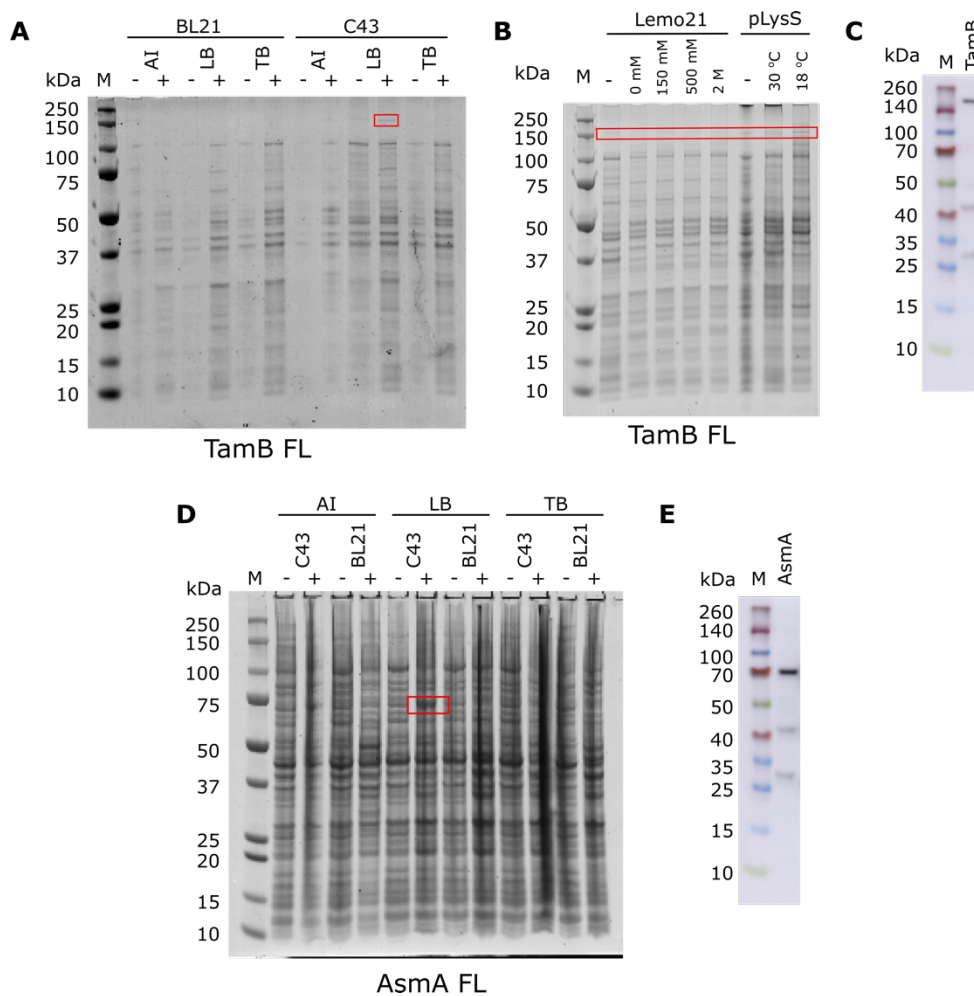 A
BL21
C43
AI
LB
TB
AI
LB
TB
kDa
M
-
+
-
+
-
+
-
+
-
+
-
+
250
150
100
75
50
37
25
20
15
10
TamB FL
B
Lemo21
pLysS
kDa
M
-
0 mM
150 mM
500 mM
2 M
-
30 °C
18 °C
250
150
100
75
50
37
25
20
15
10
TamB FL
C
TamB
kDa
M
260
140
100
70
50
40
35
25
15
10
D
AI
LB
TB
C43
BL21
C43
BL21
C43
BL21
kDa
M
-
+
-
+
-
+
-
+
-
+
-
+
250
150
100
75
50
37
25
20
15
10
AsmA FL
E
AsmA
kDa
M
260
140
100
70
50
40
35
25
15
10